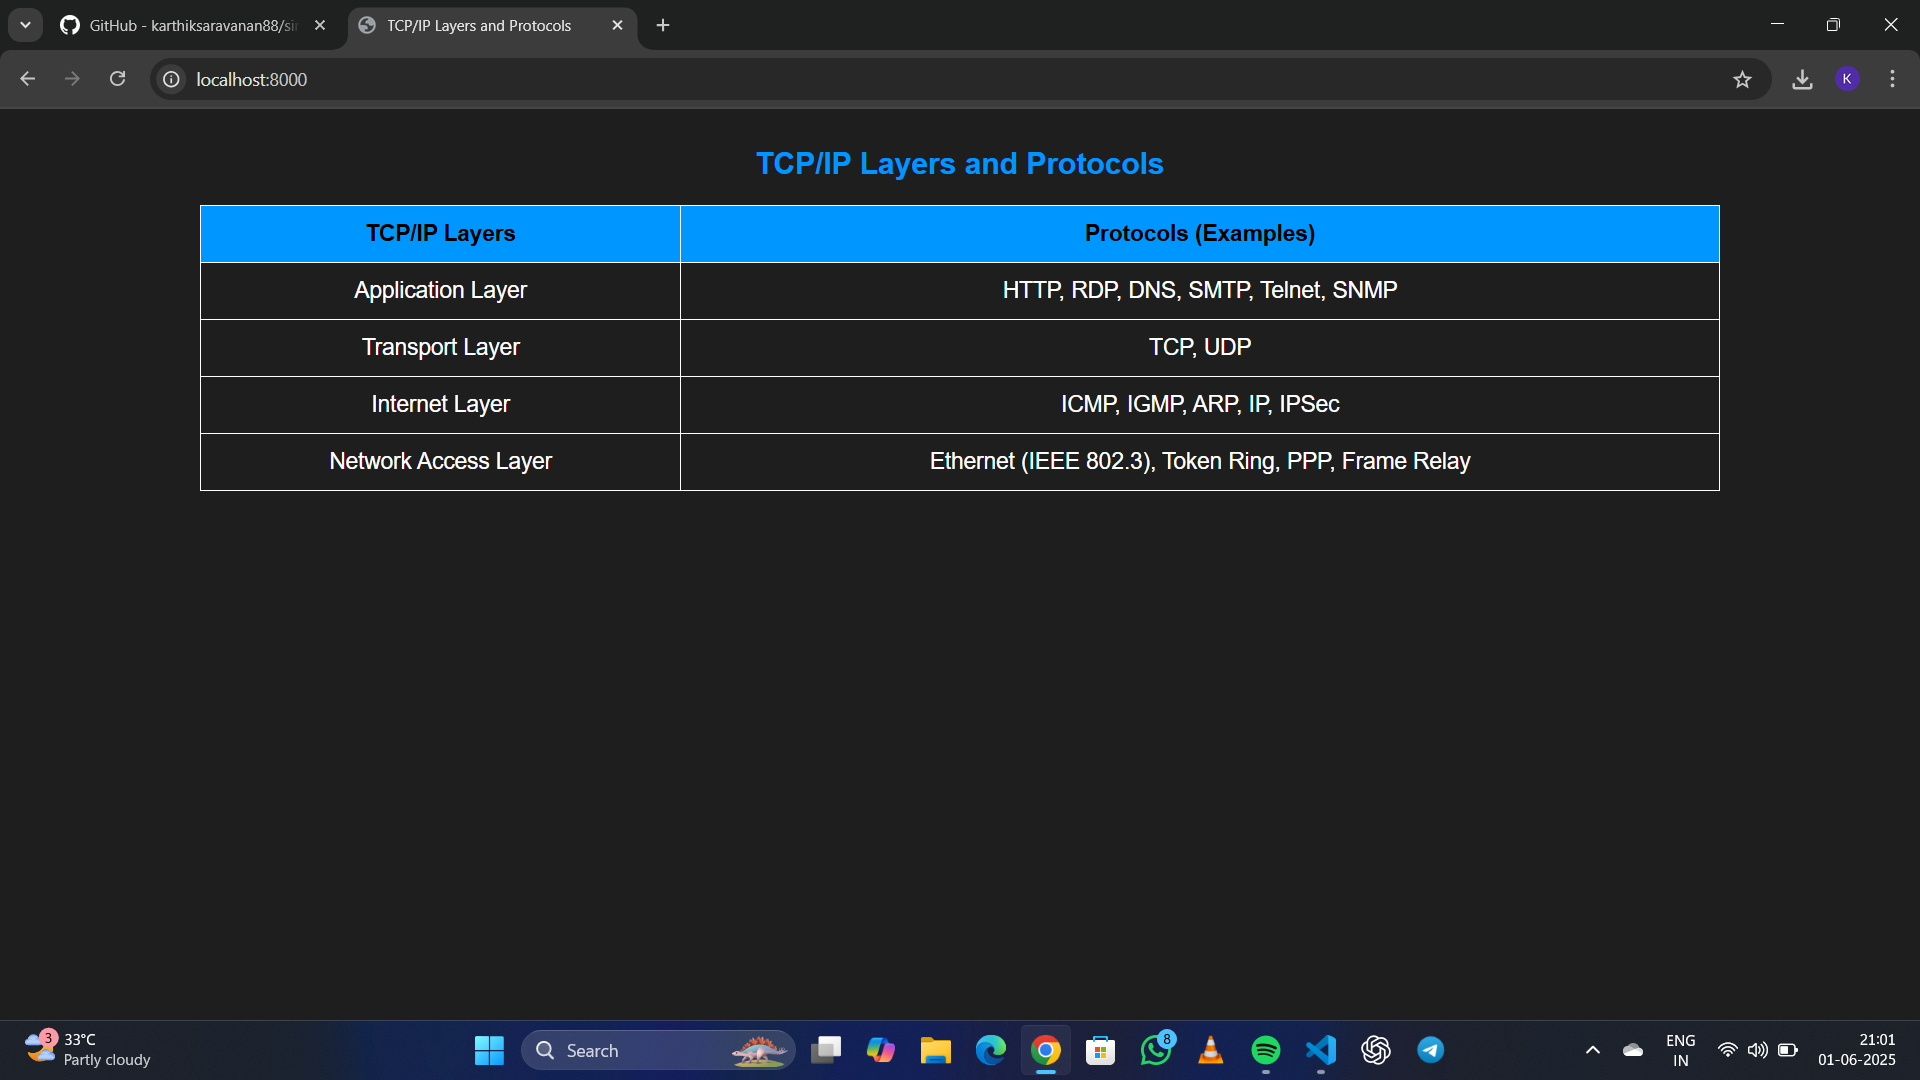 GitHub - karthiksaravanan88/si
TCP/IP Layers and Protocols
localhost:8000
K
TCP/IP Layers and Protocols
TCP/IP Layers Protocols (Examples)
Application Layer HTTP, RDP, DNS, SMTP, Telnet, SNMP
Transport Layer TCP, UDP
Internet Layer ICMP, IGMP, ARP, IP, IPSec
Network Access Layer Ethernet (IEEE 802.3), Token Ring, PPP, Frame Relay
3
33°C
Partly cloudy
Search
8
ENG
IN
21:01
01-06-2025